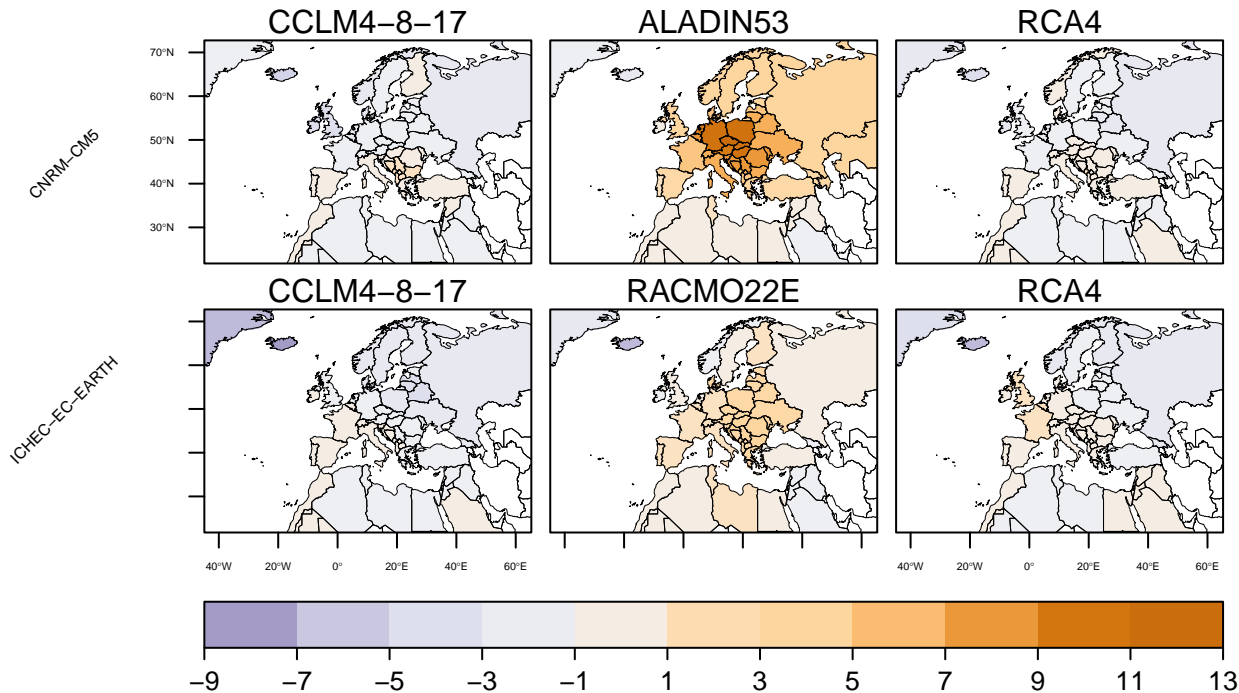 CCLM4−8−17 ALADIN53 RCA4
70°N
60°N
50°N
40°N
30°N
CNRM−CM5
CCLM4−8−17 RACMO22E RCA4
ICHEC−EC−EARTH
40°W 20°W 0° 20°E 40°E 60°E 40°W 20°W 0° 20°E 40°E 60°E
−9 −7 −5 −3 −1 1 3 5 7 9 11 13